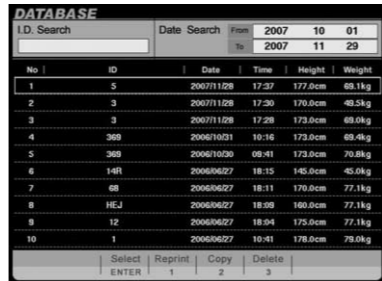 DATABASE
I.D. Search Date Search From 2007 10 01
To 2007 11 29
No ID Date Time Height Weight
1 5 2007/11/28 17:37 177.0cm 69.1kg
2 3 2007/11/28 17:30 170.0cm 49.5kg
3 3 2007/11/28 17:28 173.0cm 69.0kg
4 369 2006/10/31 10:16 173.0cm 69.4kg
5 369 2006/10/30 09:41 173.0cm 70.8kg
6 14R 2006/06/27 18:15 145.0cm 45.0kg
7 68 2006/06/27 18:11 170.0cm 77.1kg
8 HEJ 2006/06/27 18:09 160.0cm 77.1kg
9 12 2006/06/27 18:04 175.0cm 77.1kg
10 1 2006/06/27 10:41 178.0cm 79.0kg
Select Reprint Copy Delete
ENTER 1 2 3